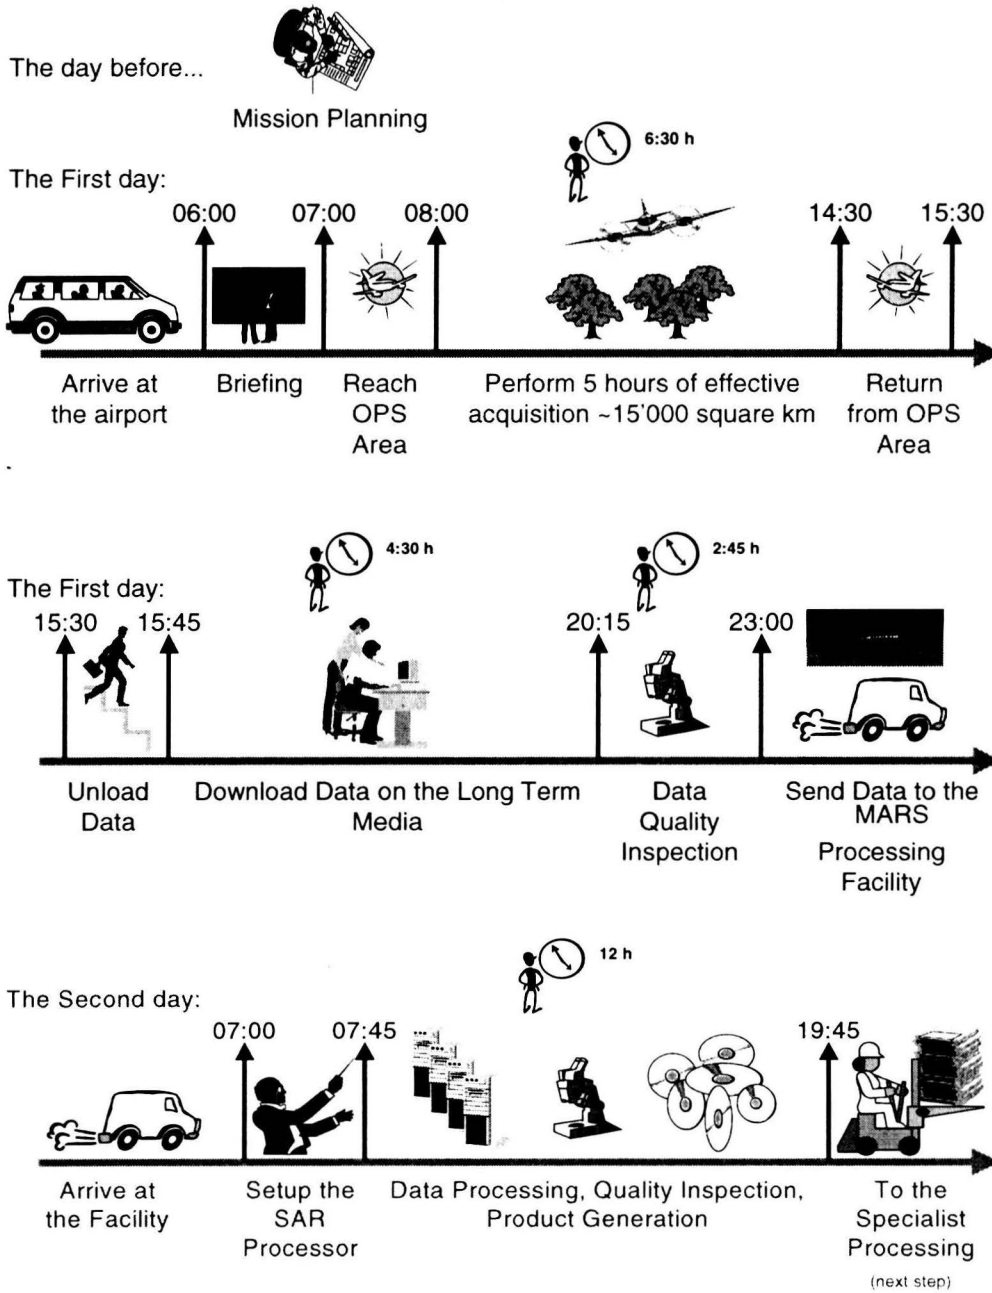 The day before...
Mission Planning
6:30 h
The First day:
06:00 07:00 08:00 14:30 15:30
Arrive at the airport
Briefing
Reach OPS Area
Perform 5 hours of effective acquisition ~15'000 square km
Return from OPS Area
4:30 h 2:45 h
The First day:
15:30 15:45 20:15 23:00
Unload Data
Download Data on the Long Term Media
Data Quality Inspection
Send Data to the MARS Processing Facility
12 h
The Second day:
07:00 07:45 19:45
Arrive at the Facility
Setup the SAR Processor
Data Processing, Quality Inspection, Product Generation
To the Specialist Processing
(next step)